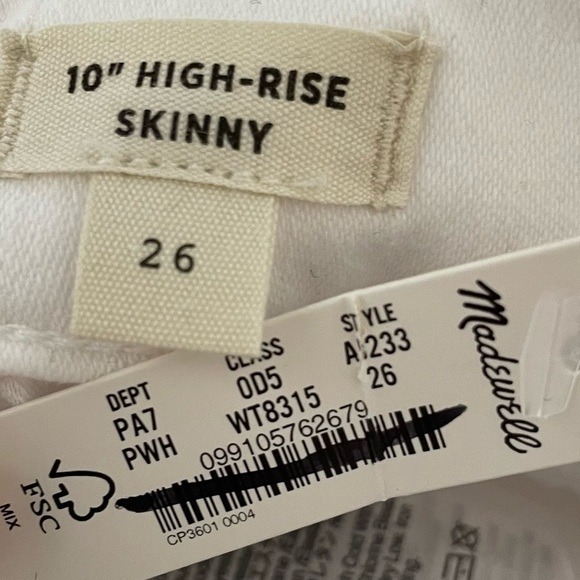 10" HIGH-RISE
SKINNY
26
DEPT CLASS STYLE
PA7 0D5 A5233
PWH WT8315 26
099105762679
CP3601 0004
Madewell
FSC
MIX